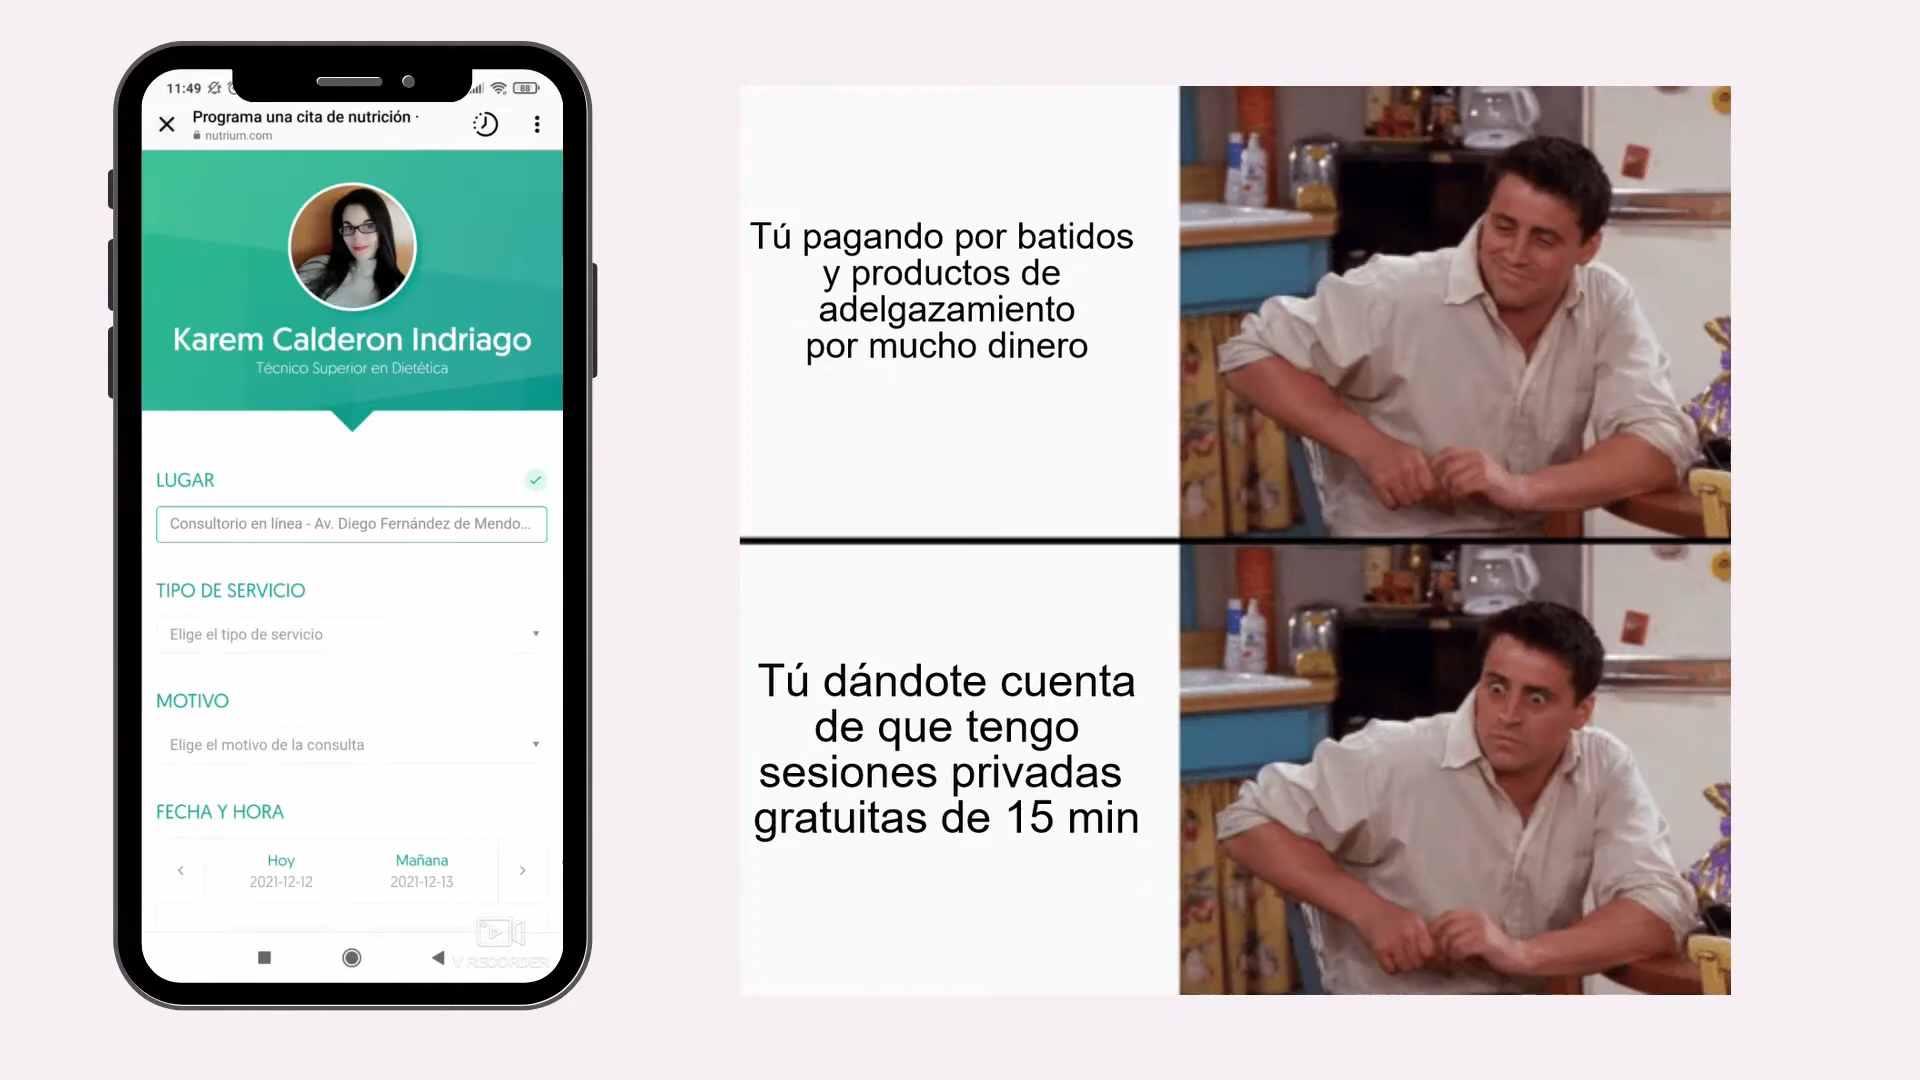 11:49
88
Programa una cita de nutrición ·
nutrium.com
Karem Calderon Indriago
Técnico Superior en Dietética
LUGAR
Consultorio en línea - Av. Diego Fernández de Mendo...
TIPO DE SERVICIO
Elige el tipo de servicio
MOTIVO
Elige el motivo de la consulta
FECHA Y HORA
Hoy
2021-12-12
Mañana
2021-12-13
V RECORDER
Tú pagando por batidos
y productos de
adelgazamiento
por mucho dinero
Tú dándote cuenta
de que tengo
sesiones privadas
gratuitas de 15 min